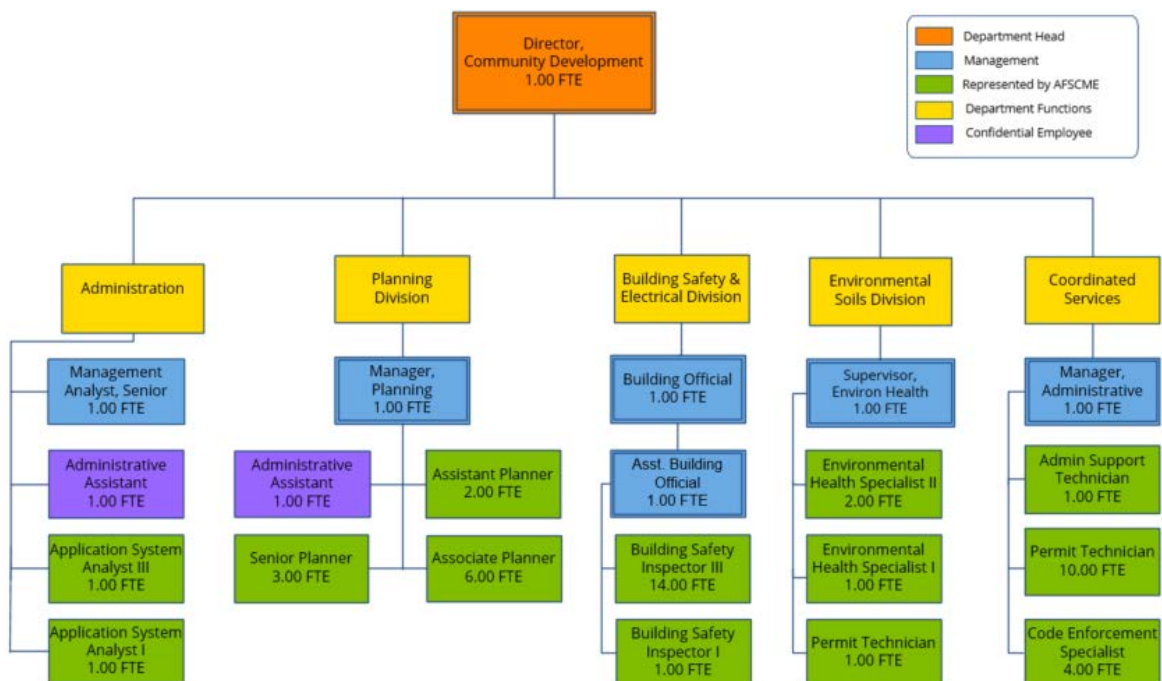 Director,
Community Development
1.00 FTE
Department Head
Management
Represented by AFSCME
Department Functions
Confidential Employee
Administration
Management
Analyst, Senior
1.00 FTE
Administrative
Assistant
1.00 FTE
Application System
Analyst III
1.00 FTE
Application System
Analyst I
1.00 FTE
Planning
Division
Manager,
Planning
1.00 FTE
Administrative
Assistant
1.00 FTE
Assistant Planner
2.00 FTE
Senior Planner
3.00 FTE
Associate Planner
6.00 FTE
Building Safety &
Electrical Division
Building Official
1.00 FTE
Asst. Building
Official
1.00 FTE
Building Safety
Inspector III
14.00 FTE
Building Safety
Inspector I
1.00 FTE
Environmental
Soils Division
Supervisor,
Environ Health
1.00 FTE
Environmental
Health Specialist II
2.00 FTE
Environmental
Health Specialist I
1.00 FTE
Permit Technician
1.00 FTE
Coordinated
Services
Manager,
Administrative
1.00 FTE
Admin Support
Technician
1.00 FTE
Permit Technician
10.00 FTE
Code Enforcement
Specialist
4.00 FTE